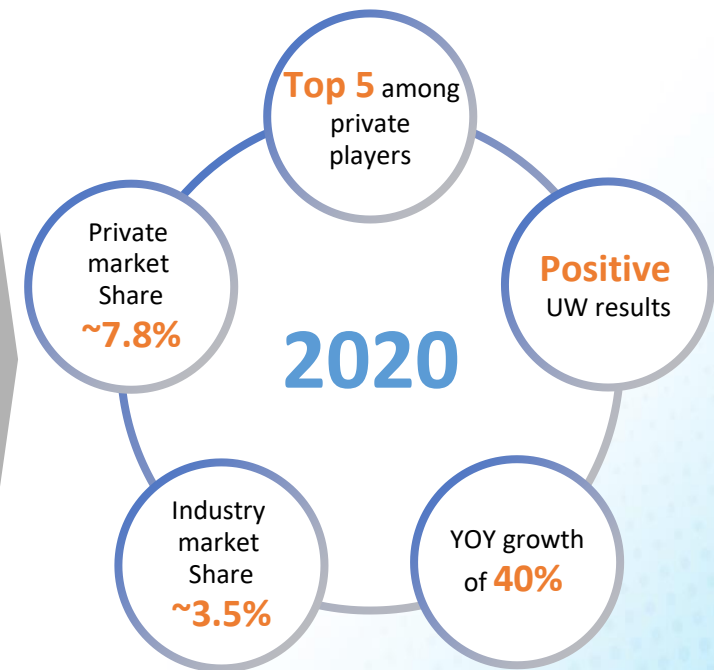 Top 5 among
private
players
Private
market
Share
~7.8%
Positive
UW results
2020
Industry
market
Share
~3.5%
YOY growth
of 40%